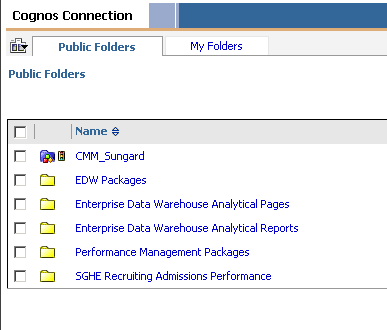 Cognos Connection
Public Folders
My Folders
Public Folders
Name
CMM_Sungard
EDW Packages
Enterprise Data Warehouse Analytical Pages
Enterprise Data Warehouse Analytical Reports
Performance Management Packages
SGHE Recruiting Admissions Performance